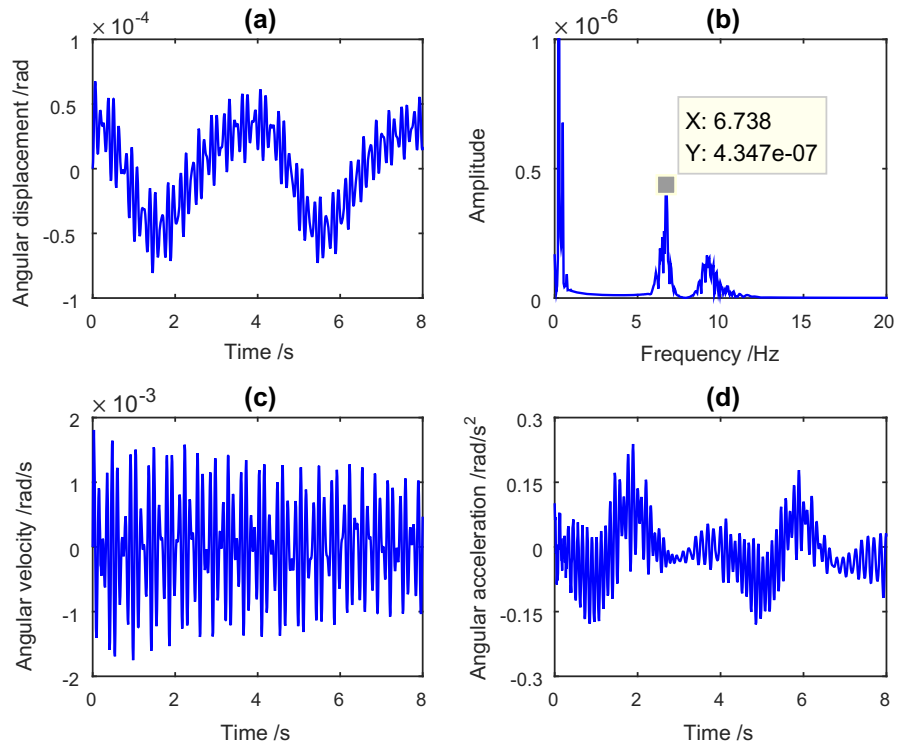 (a)
× 10^-4
1
0.5
0
-0.5
-1
Angular displacement /rad
0 2 4 6 8
Time /s
(b)
× 10^-6
1
0.5
0
Amplitude
X: 6.738
Y: 4.347e-07
0 5 10 15 20
Frequency /Hz
(c)
× 10^-3
2
1
0
-1
-2
Angular velocity /rad/s
0 2 4 6 8
Time /s
(d)
0.3
0.15
0
-0.15
-0.3
Angular acceleration /rad/s²
0 2 4 6 8
Time /s